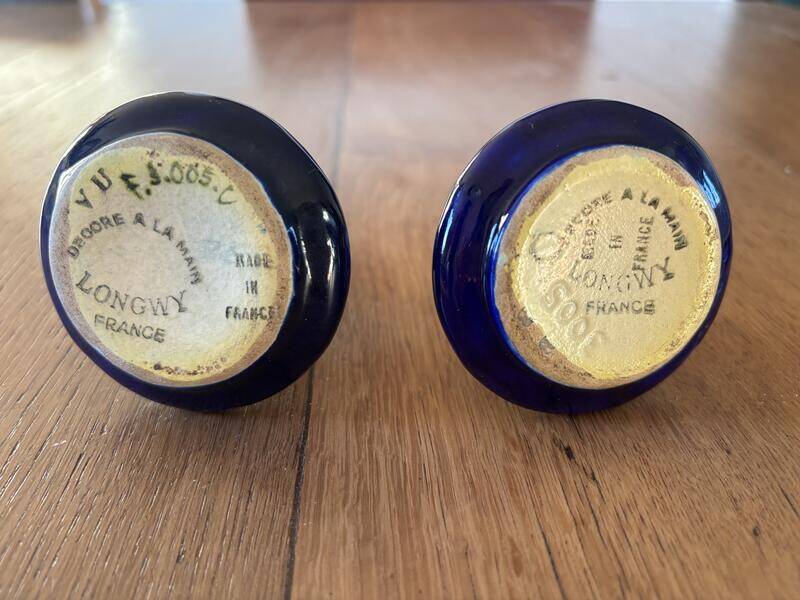 VU
F.5.005.C
DECORE A LA MAIN
MADE
IN
FRANCE
LONGWY
FRANCE
DECORE A LA MAIN
MADE
IN
FRANCE
LONGWY
FRANCE
5005